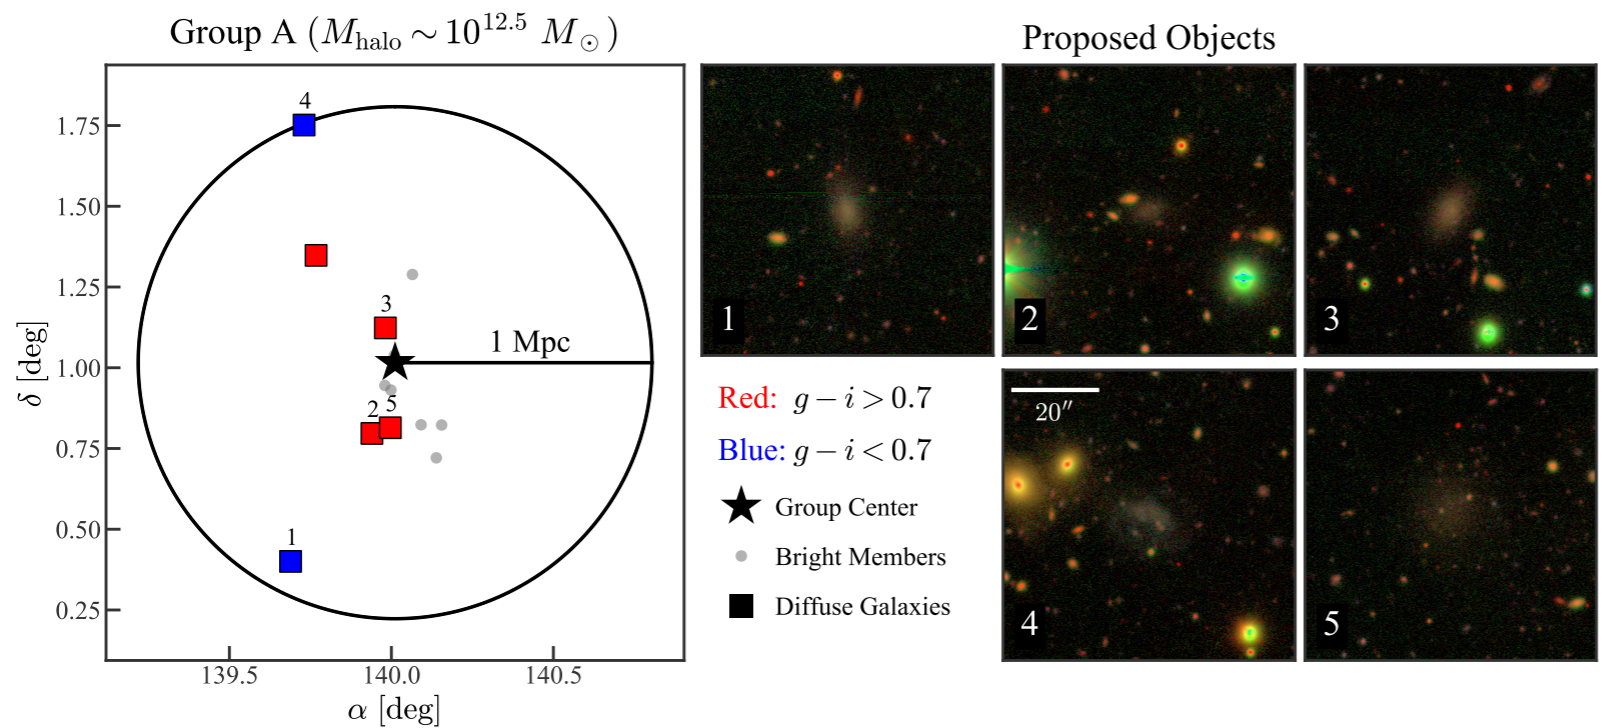 Group A (M_halo ∼ 10^12.5 M_⊙)
Proposed Objects
δ [deg]
1.75
1.50
1.25
1.00
0.75
0.50
0.25
139.5
140.0
140.5
α [deg]
4
3
1 Mpc
2
5
1
Red: g − i > 0.7
Blue: g − i < 0.7
Group Center
Bright Members
Diffuse Galaxies
1
2
3
20″
4
5